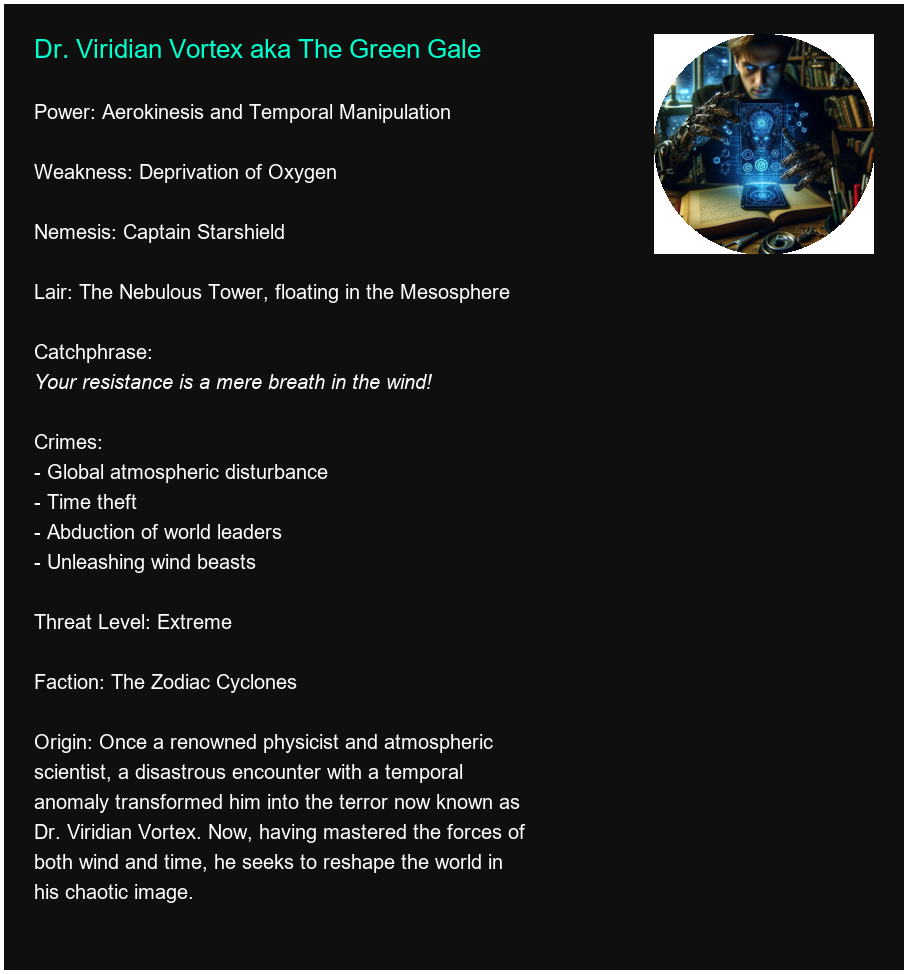 Dr. Viridian Vortex aka The Green Gale
Power: Aerokinesis and Temporal Manipulation
Weakness: Deprivation of Oxygen
Nemesis: Captain Starshield
Lair: The Nebulous Tower, floating in the Mesosphere
Catchphrase:
Your resistance is a mere breath in the wind!
Crimes:
- Global atmospheric disturbance
- Time theft
- Abduction of world leaders
- Unleashing wind beasts
Threat Level: Extreme
Faction: The Zodiac Cyclones
Origin: Once a renowned physicist and atmospheric
scientist, a disastrous encounter with a temporal
anomaly transformed him into the terror now known as
Dr. Viridian Vortex. Now, having mastered the forces of
both wind and time, he seeks to reshape the world in
his chaotic image.